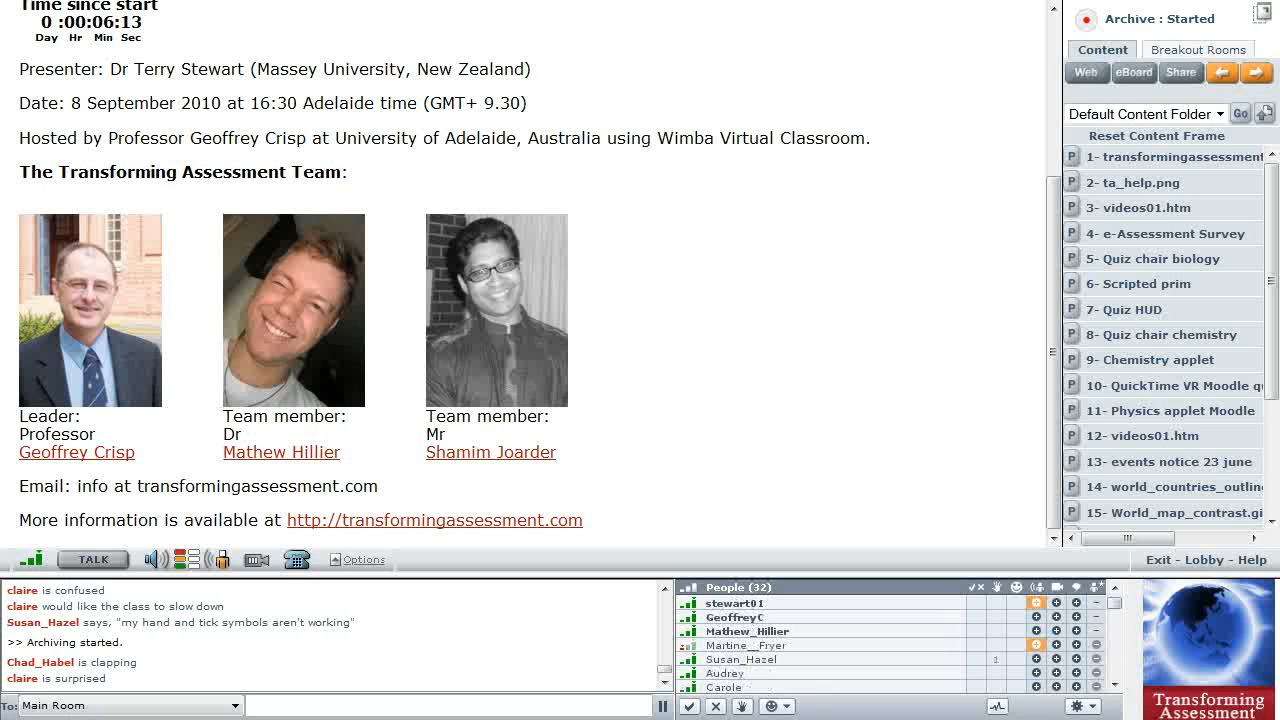 Time since start
0 :00:06:13
Day Hr Min Sec
Presenter: Dr Terry Stewart (Massey University, New Zealand)
Date: 8 September 2010 at 16:30 Adelaide time (GMT+ 9.30)
Hosted by Professor Geoffrey Crisp at University of Adelaide, Australia using Wimba Virtual Classroom.
The Transforming Assessment Team:
Leader:
Professor
Geoffrey Crisp
Team member:
Dr
Mathew Hillier
Team member:
Mr
Shamim Joarder
Email: info at transformingassessment.com
More information is available at http://transformingassessment.com
Archive : Started
Content
Breakout Rooms
Web
eBoard
Share
Default Content Folder
Go
Reset Content Frame
P 1- transformingassessment
P 2- ta_help.png
P 3- videos01.htm
P 4- e-Assessment Survey
P 5- Quiz chair biology
P 6- Scripted prim
P 7- Quiz HUD
P 8- Quiz chair chemistry
P 9- Chemistry applet
P 10- QuickTime VR Moodle q
P 11- Physics applet Moodle
P 12- videos01.htm
P 13- events notice 23 june
P 14- world_countries_outlin
P 15- World_map_contrast.gi
TALK
Options
Exit - Lobby - Help
claire is confused
claire would like the class to slow down
Susan_Hazel says, "my hand and tick symbols aren't working"
>> Archiving started.
Chad_Habel is clapping
claire is surprised
To: Main Room
People (32)
stewart01
GeoffreyC
Mathew_Hillier
Martine__Fryer
Susan_Hazel 1
Audrey
Carole
Transforming
Assessment